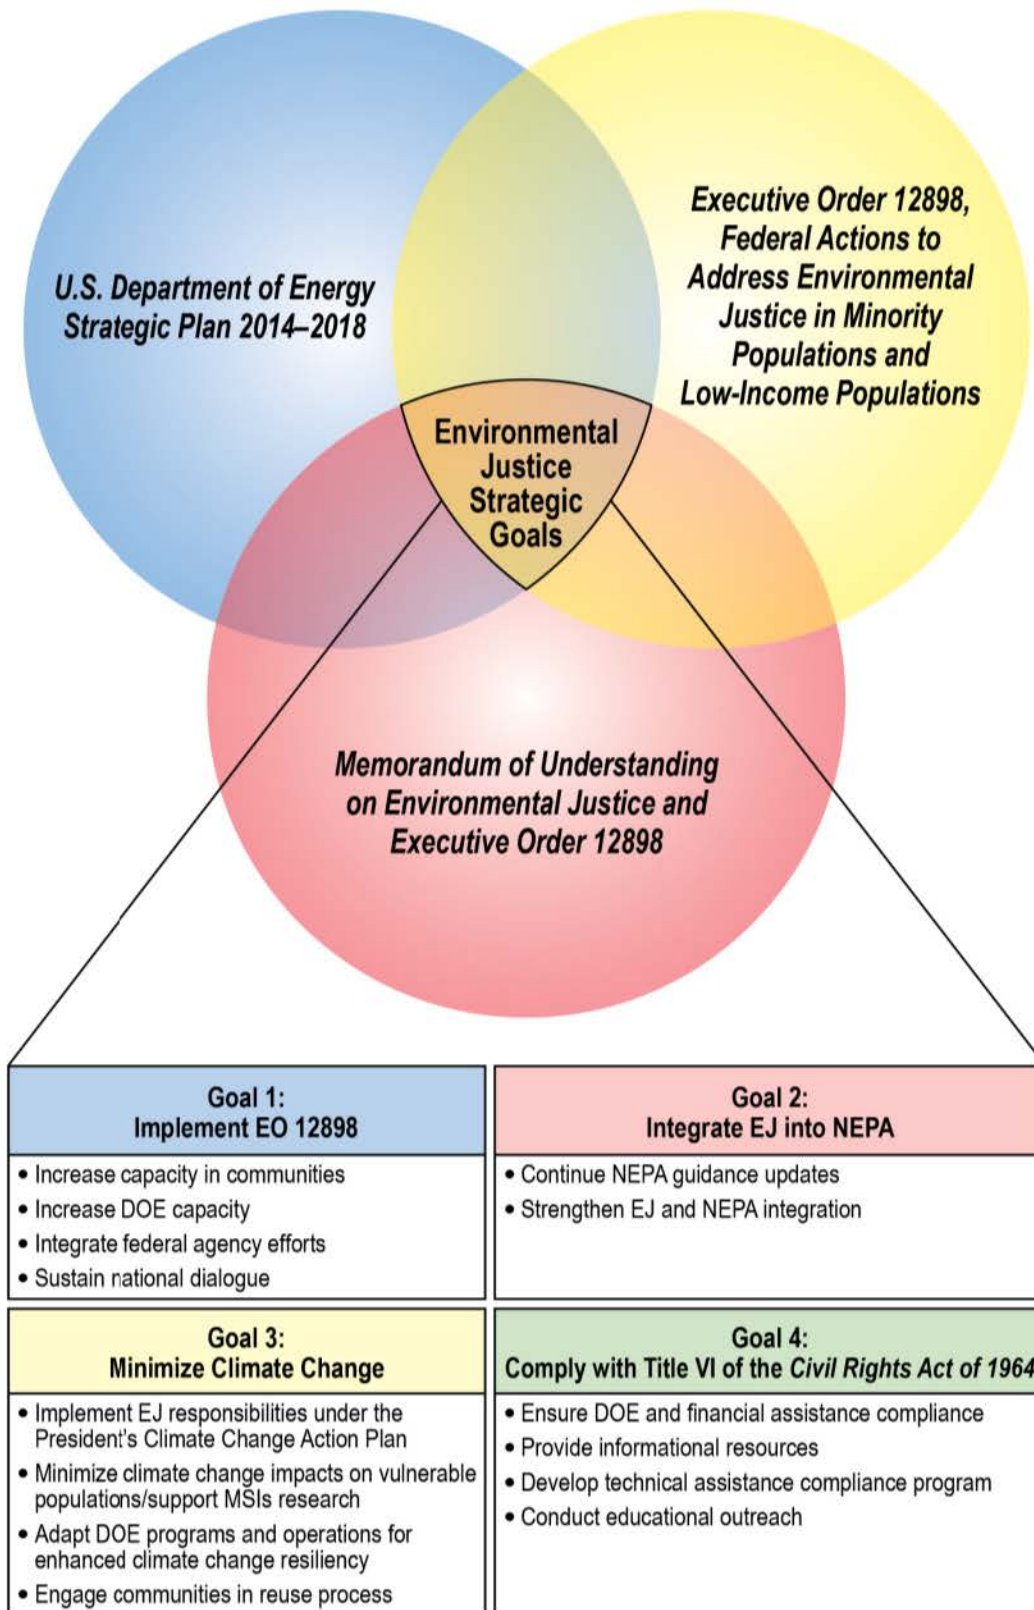 U.S. Department of Energy
Strategic Plan 2014–2018
Executive Order 12898,
Federal Actions to
Address Environmental
Justice in Minority
Populations and
Low-Income Populations
Environmental
Justice
Strategic
Goals
Memorandum of Understanding
on Environmental Justice and
Executive Order 12898
Goal 1:
Implement EO 12898
• Increase capacity in communities
• Increase DOE capacity
• Integrate federal agency efforts
• Sustain national dialogue
Goal 2:
Integrate EJ into NEPA
• Continue NEPA guidance updates
• Strengthen EJ and NEPA integration
Goal 3:
Minimize Climate Change
• Implement EJ responsibilities under the
President's Climate Change Action Plan
• Minimize climate change impacts on vulnerable
populations/support MSIs research
• Adapt DOE programs and operations for
enhanced climate change resiliency
• Engage communities in reuse process
Goal 4:
Comply with Title VI of the Civil Rights Act of 1964
• Ensure DOE and financial assistance compliance
• Provide informational resources
• Develop technical assistance compliance program
• Conduct educational outreach